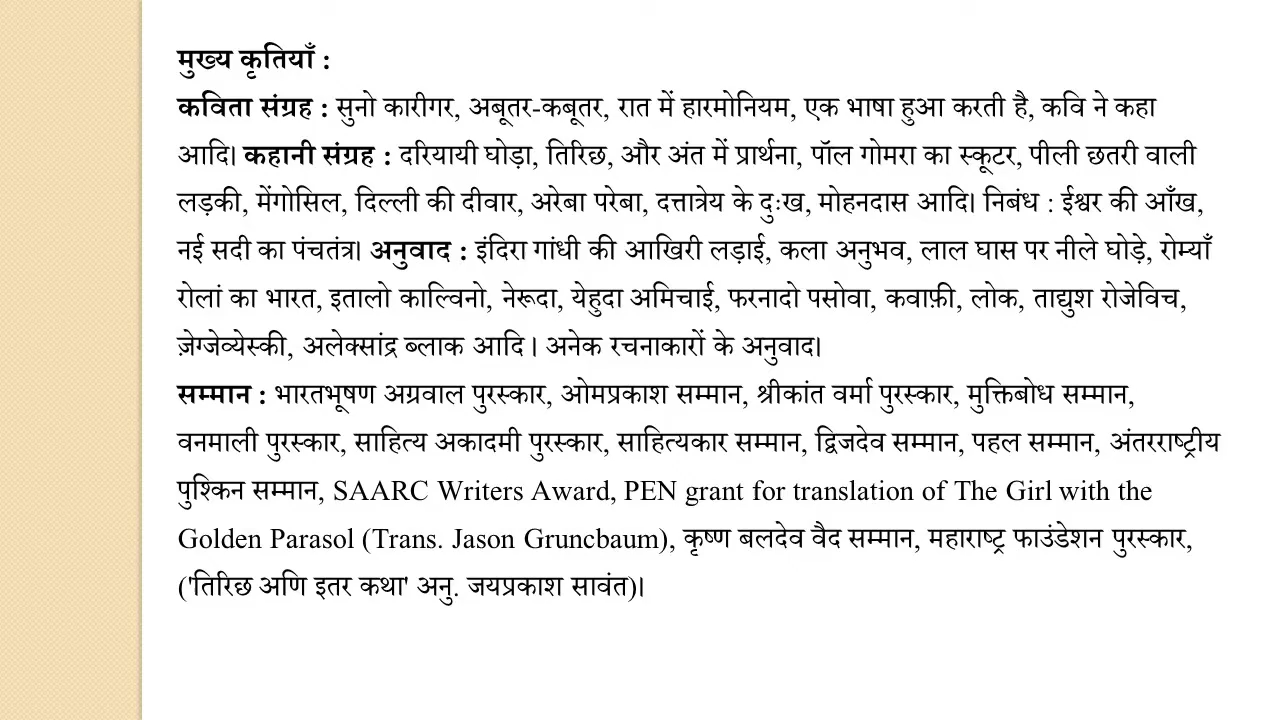 मुख्य कृतियाँ :
कविता संग्रह : सुनो कारीगर, अबूतर-कबूतर, रात में हारमोनियम, एक भाषा हुआ करती है, कवि ने कहा
आदि। कहानी संग्रह : दरियायी घोड़ा, तिरिछ, और अंत में प्रार्थना, पॉल गोमरा का स्कूटर, पीली छतरी वाली
लड़की, मेंगोसिल, दिल्ली की दीवार, अरेबा परेबा, दत्तात्रेय के दुःख, मोहनदास आदि। निबंध : ईश्वर की आँख,
नई सदी का पंचतंत्र। अनुवाद : इंदिरा गांधी की आखिरी लड़ाई, कला अनुभव, लाल घास पर नीले घोड़े, रोम्याँ
रोलां का भारत, इतालो काल्विनो, नेरूदा, येहुदा अमिचाई, फरनादो पसोवा, कवाफ़ी, लोक, ताद्युश रोजेविच,
ज़ेग्जेव्येस्की, अलेक्सांद्र ब्लाक आदि । अनेक रचनाकारों के अनुवाद।
सम्मान : भारतभूषण अग्रवाल पुरस्कार, ओमप्रकाश सम्मान, श्रीकांत वर्मा पुरस्कार, मुक्तिबोध सम्मान,
वनमाली पुरस्कार, साहित्य अकादमी पुरस्कार, साहित्यकार सम्मान, द्विजदेव सम्मान, पहल सम्मान, अंतरराष्ट्रीय
पुश्किन सम्मान, SAARC Writers Award, PEN grant for translation of The Girl with the
Golden Parasol (Trans. Jason Gruncbaum), कृष्ण बलदेव वैद सम्मान, महाराष्ट्र फाउंडेशन पुरस्कार,
('तिरिछ अणि इतर कथा' अनु. जयप्रकाश सावंत)।